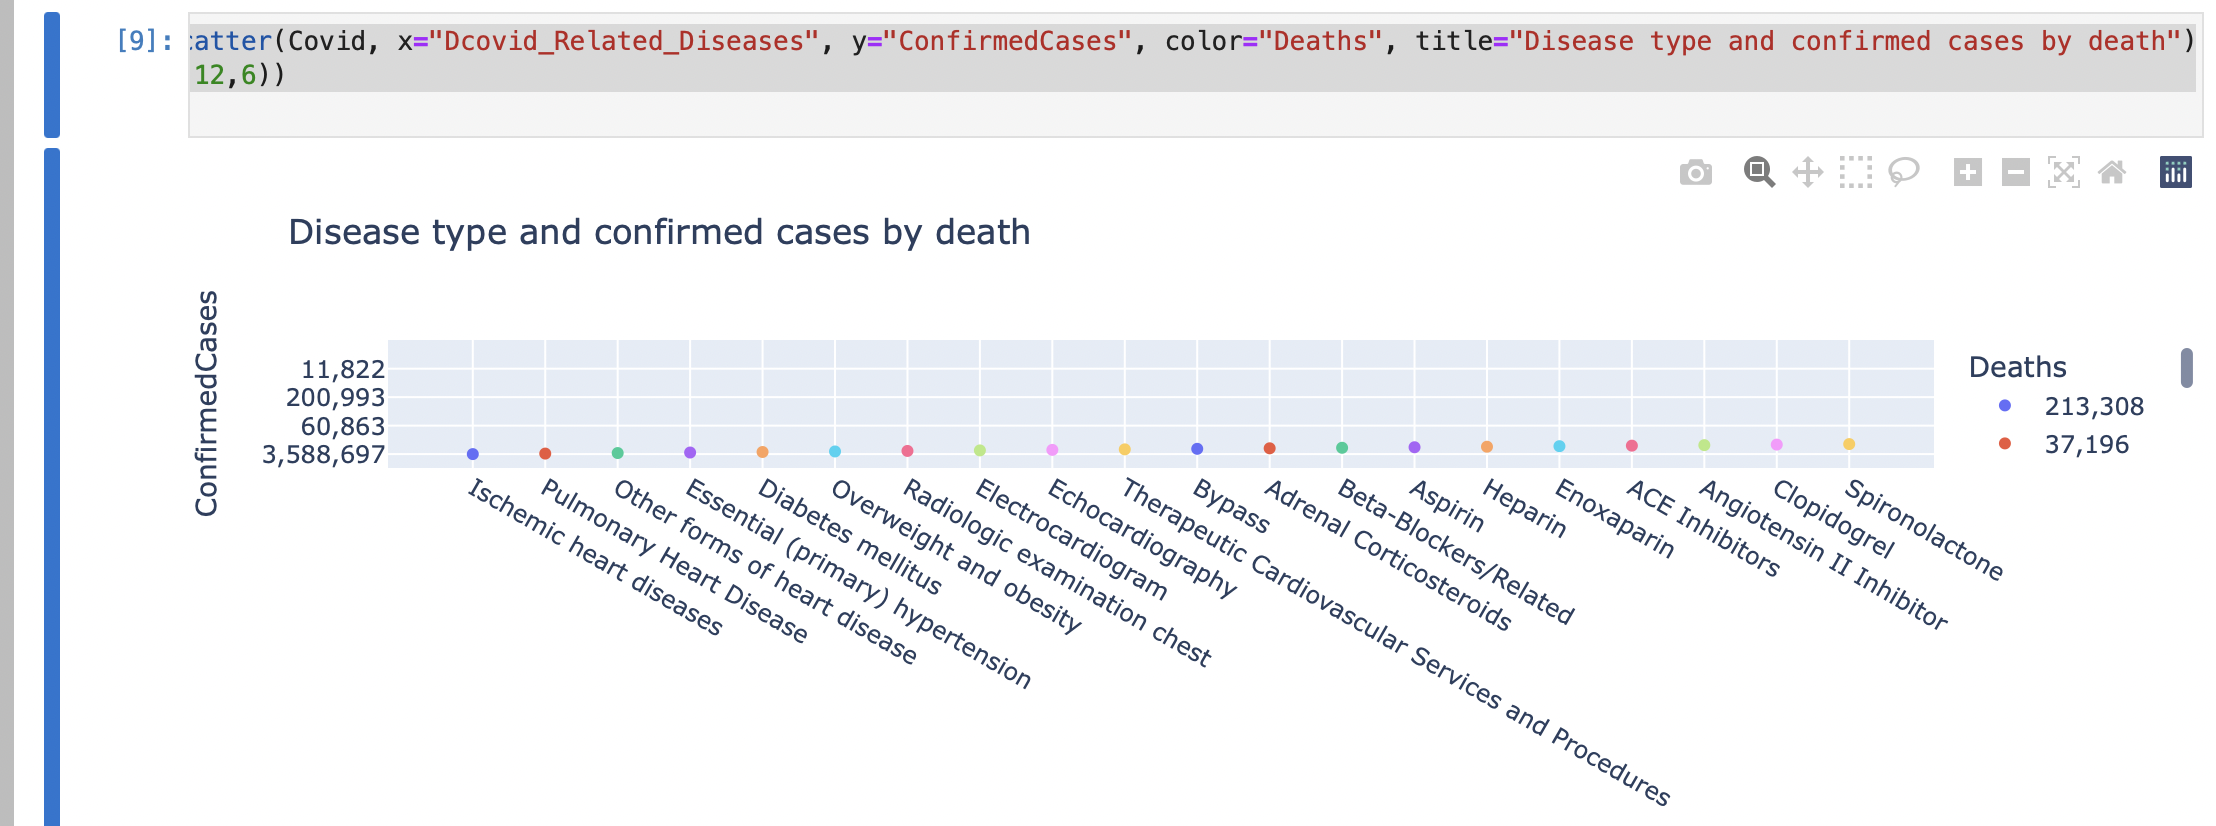 [9]: catter(Covid, x="Dcovid_Related_Diseases", y="ConfirmedCases", color="Deaths", title="Disease type and confirmed cases by death")
12,6))
Disease type and confirmed cases by death
ConfirmedCases
11,822
200,993
60,863
3,588,697
Deaths
213,308
37,196
Ischemic heart diseases
Pulmonary Heart Disease
Other forms of heart disease
Essential (primary) hypertension
Diabetes mellitus
Overweight and obesity
Radiologic examination chest
Electrocardiogram
Echocardiography
Therapeutic Cardiovascular Services and Procedures
Bypass
Adrenal Corticosteroids
Beta-Blockers/Related
Aspirin
Heparin
Enoxaparin
ACE Inhibitors
Angiotensin II Inhibitor
Clopidogrel
Spironolactone